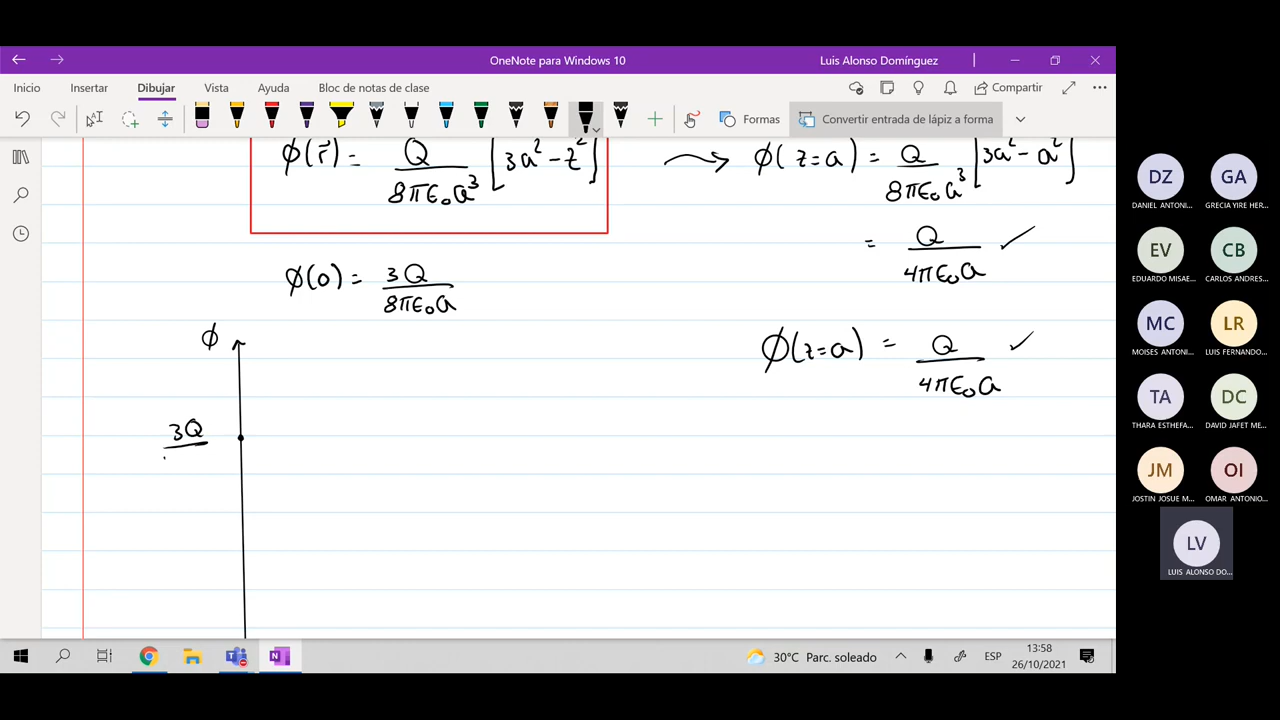 OneNote para Windows 10
Luis Alonso Domínguez
Inicio Insertar Dibujar Vista Ayuda Bloc de notas de clase
Compartir
Formas
Convertir entrada de lápiz a forma
ϕ(r⃗) = Q / 8πε₀a³ [3a² − z²] → ϕ(z=a) = Q / 8πε₀a³ [3a² − a²]
= Q / 4πε₀a ✓
ϕ(0) = 3Q / 8πε₀a
ϕ
ϕ(z=a) = Q / 4πε₀a ✓
3Q
DZ
DANIEL ANTONI...
GA
GRECIA YIRE HER...
EV
EDUARDO MISAE...
CB
CARLOS ANDRES...
MC
MOISES ANTONI...
LR
LUIS FERNANDO...
TA
THARA ESTHEFA...
DC
DAVID JAFET ME...
JM
JOSTIN JOSUE M...
OI
OMAR ANTONIO...
LV
LUIS ALONSO DO...
30°C Parc. soleado
ESP
13:58
26/10/2021